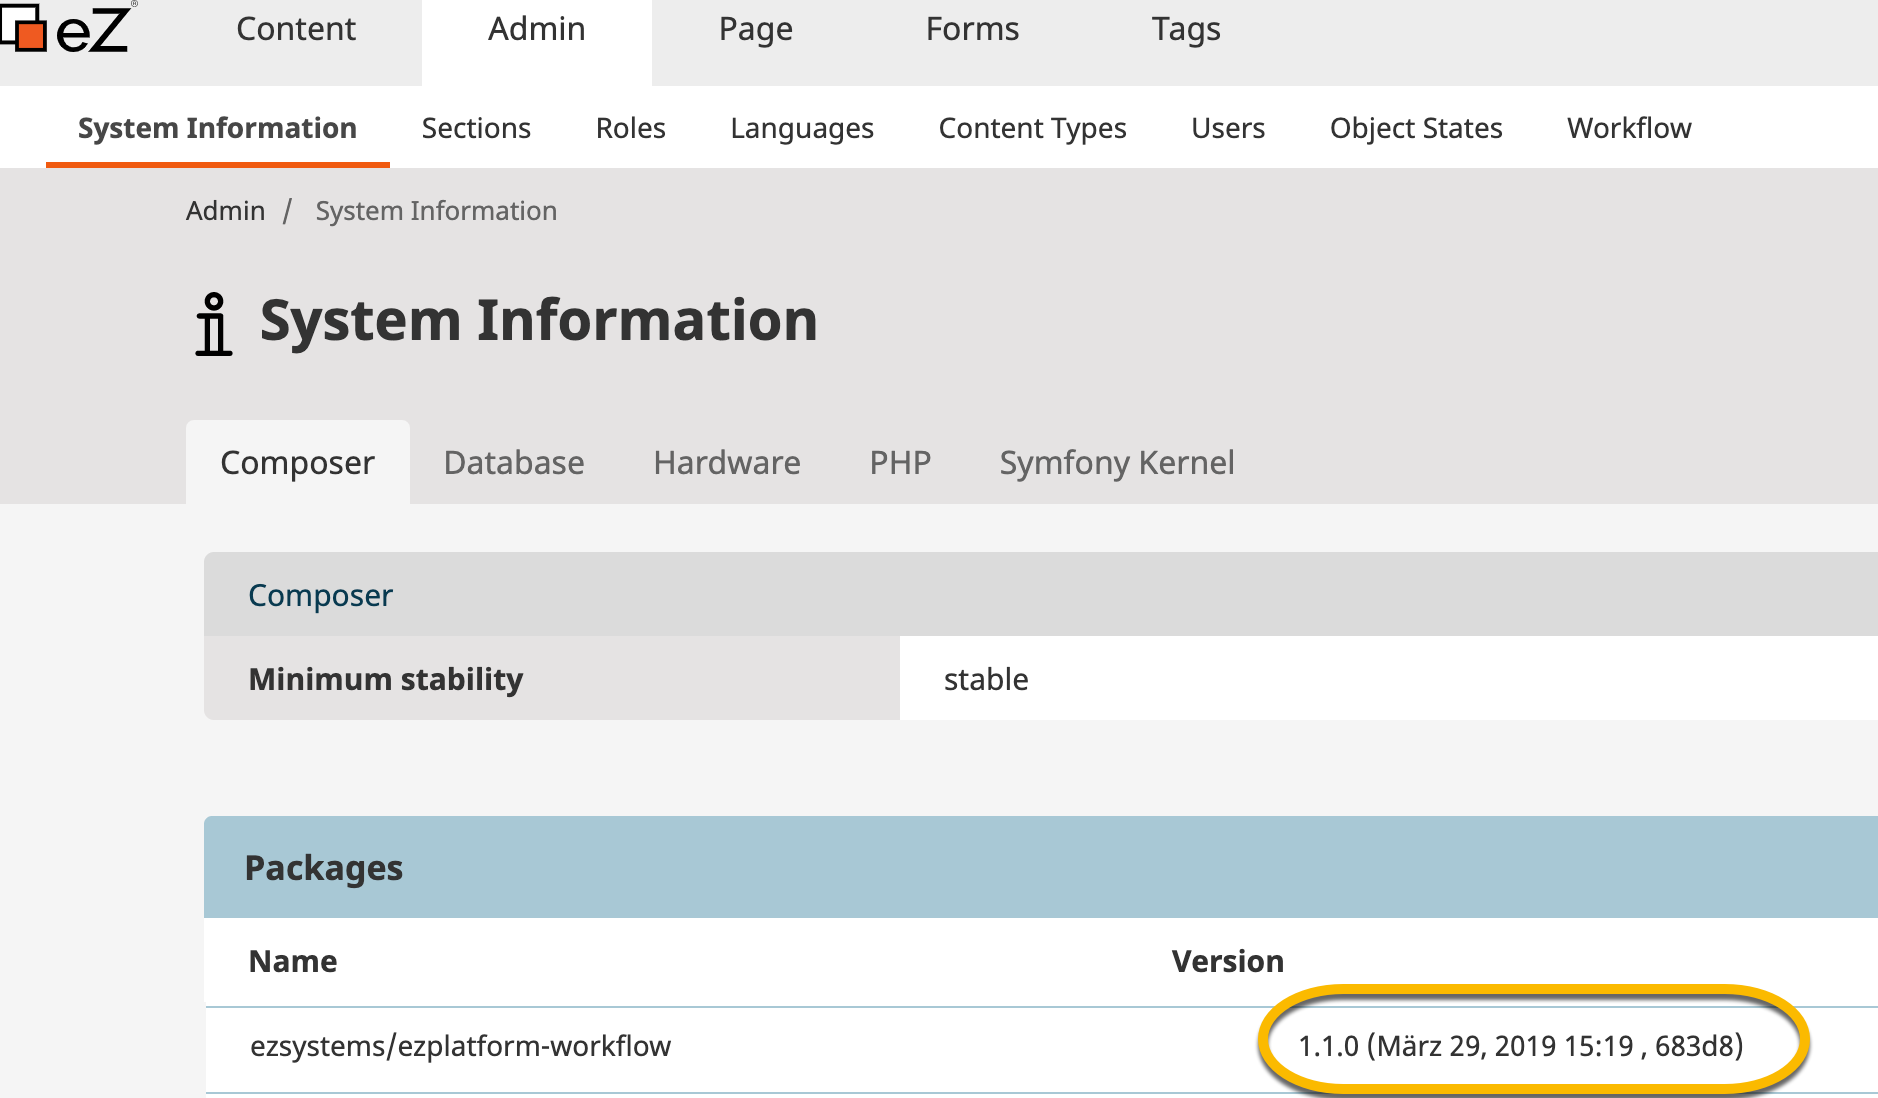 eZ®
Content Admin Page Forms Tags
System Information Sections Roles Languages Content Types Users Object States Workflow
Admin / System Information
System Information
Composer Database Hardware PHP Symfony Kernel
Composer
Minimum stability stable
Packages
Name Version
ezsystems/ezplatform-workflow 1.1.0 (März 29, 2019 15:19 , 683d8)